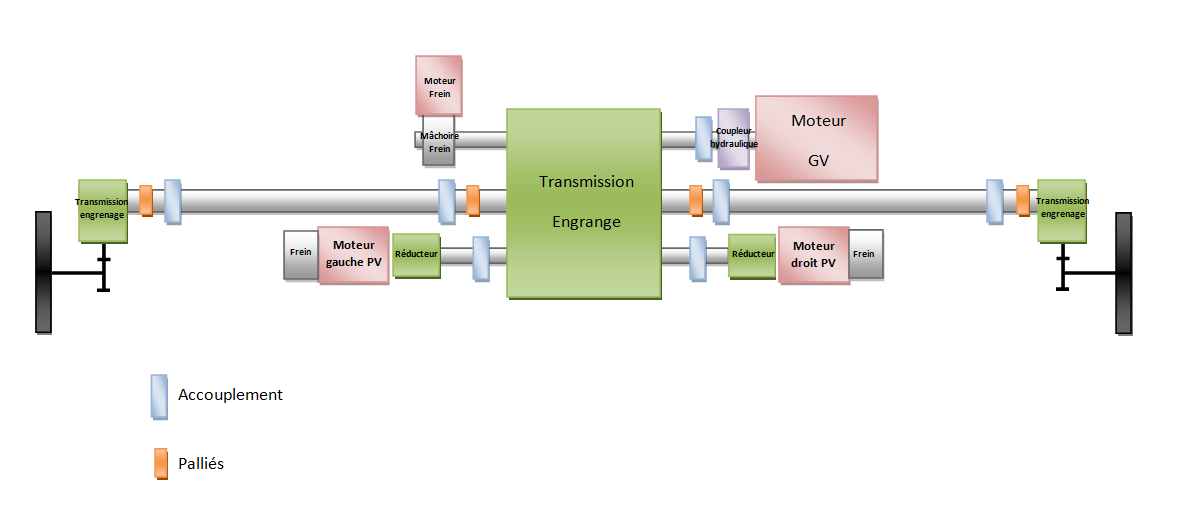 Moteur
Frein
Mâchoire
Frein
Transmission
Engrange
Coupleur
hydraulique
Moteur
GV
Transmission
engrenage
Transmission
engrenage
Frein
Moteur
gauche PV
Réducteur
Réducteur
Moteur
droit PV
Frein
Accouplement
Palliés